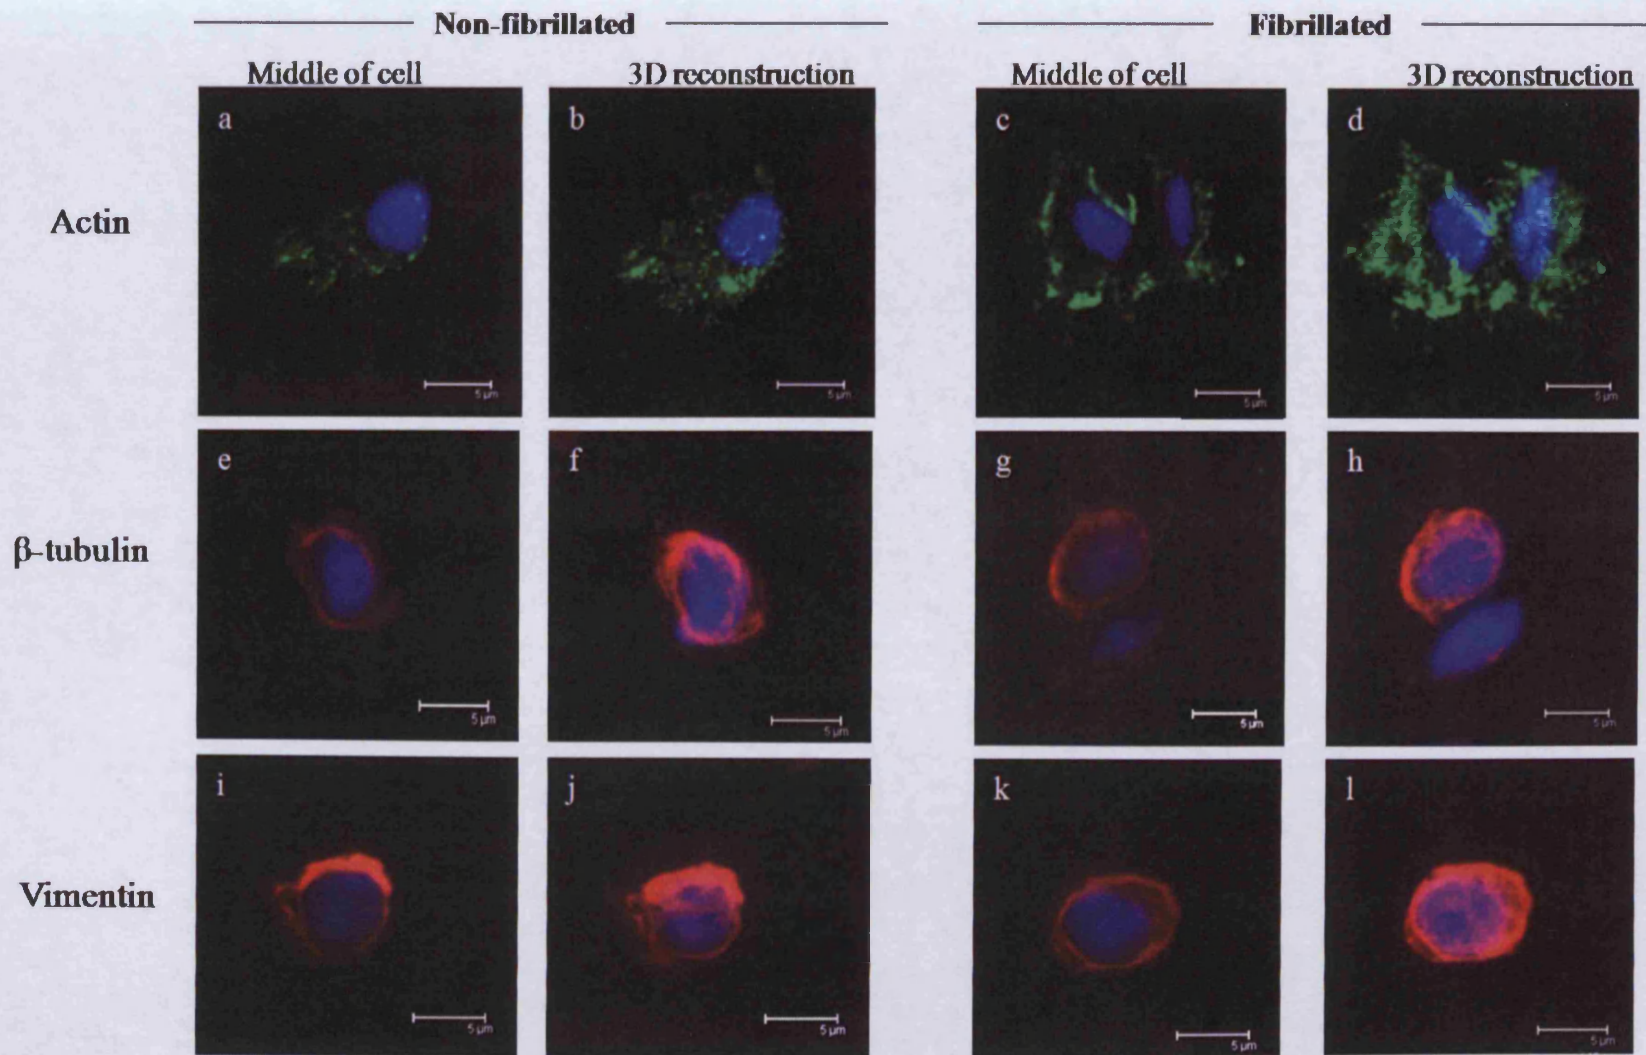 Non-fibrillated Fibrillated
Middle of cell 3D reconstruction Middle of cell 3D reconstruction
Actin
a b c d
5 µm 5 µm 5 µm 5 µm
β-tubulin
e f g h
5 µm 5 µm 5 µm 5 µm
Vimentin
i j k l
5 µm 5 µm 5 µm 5 µm